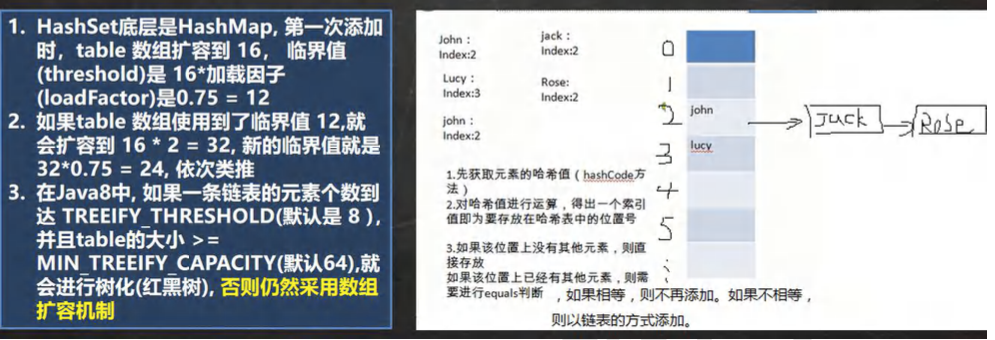 1. HashSet底层是HashMap, 第一次添加
时，table 数组扩容到 16， 临界值
(threshold)是 16*加载因子
(loadFactor)是0.75 = 12
2. 如果table 数组使用到了临界值 12,就
会扩容到 16 * 2 = 32, 新的临界值就是
32*0.75 = 24, 依次类推
3. 在Java8中, 如果一条链表的元素个数到
达 TREEIFY_THRESHOLD(默认是 8 ),
并且table的大小 >=
MIN_TREEIFY_CAPACITY(默认64),就
会进行树化(红黑树), 否则仍然采用数组
扩容机制
John：
Index:2
jack：
Index:2
Lucy：
Index:3
Rose:
Index:2
john：
Index:2
1.先获取元素的哈希值（hashCode方
法）
2.对哈希值进行运算，得出一个索引
值即为要存放在哈希表中的位置号
3.如果该位置上没有其他元素，则直
接存放
如果该位置上已经有其他元素，则需
要进行equals判断 ，如果相等，则不再添加。如果不相等，
则以链表的方式添加。
0
1
2 john Jack Rose
3 lucy
4
5